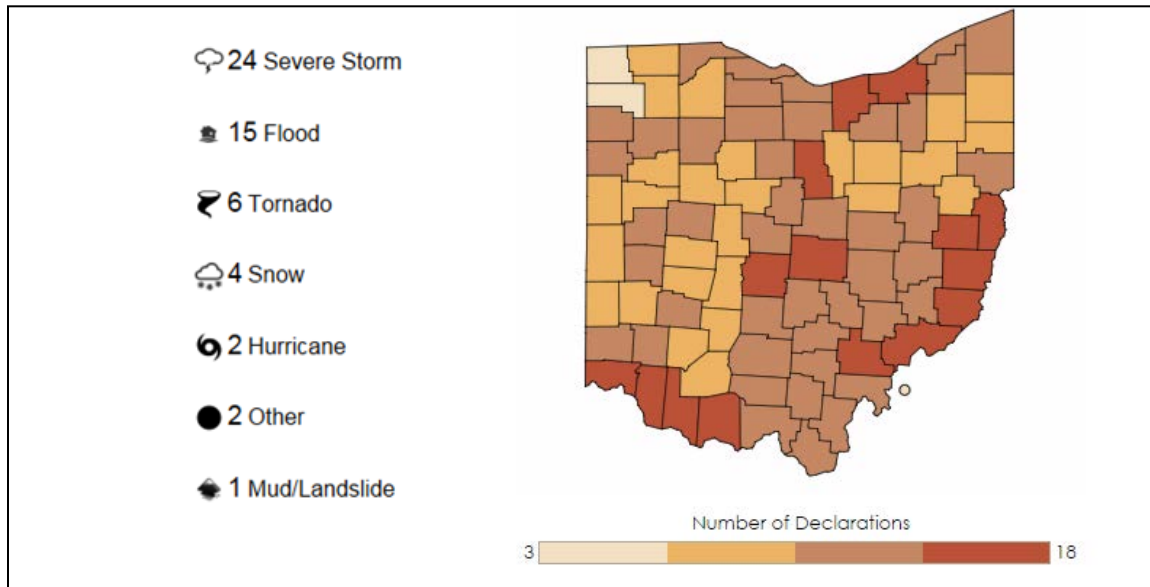 24 Severe Storm
15 Flood
6 Tornado
4 Snow
2 Hurricane
2 Other
1 Mud/Landslide
Number of Declarations
3 18